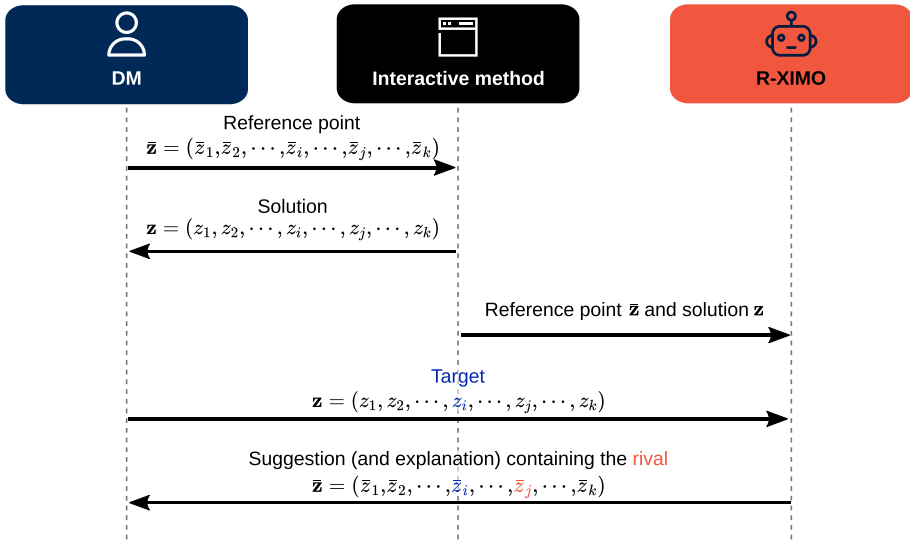 DM
Interactive method
R-XIMO
Reference point
z̄ = (z̄₁,z̄₂,⋯,z̄ᵢ,⋯,z̄ⱼ,⋯,z̄ₖ)
Solution
z = (z₁,z₂,⋯,zᵢ,⋯,zⱼ,⋯,zₖ)
Reference point z̄ and solution z
Target
z = (z₁,z₂,⋯,zᵢ,⋯,zⱼ,⋯,zₖ)
Suggestion (and explanation) containing the rival
z̄ = (z̄₁,z̄₂,⋯,z̄ᵢ,⋯,z̄ⱼ,⋯,z̄ₖ)